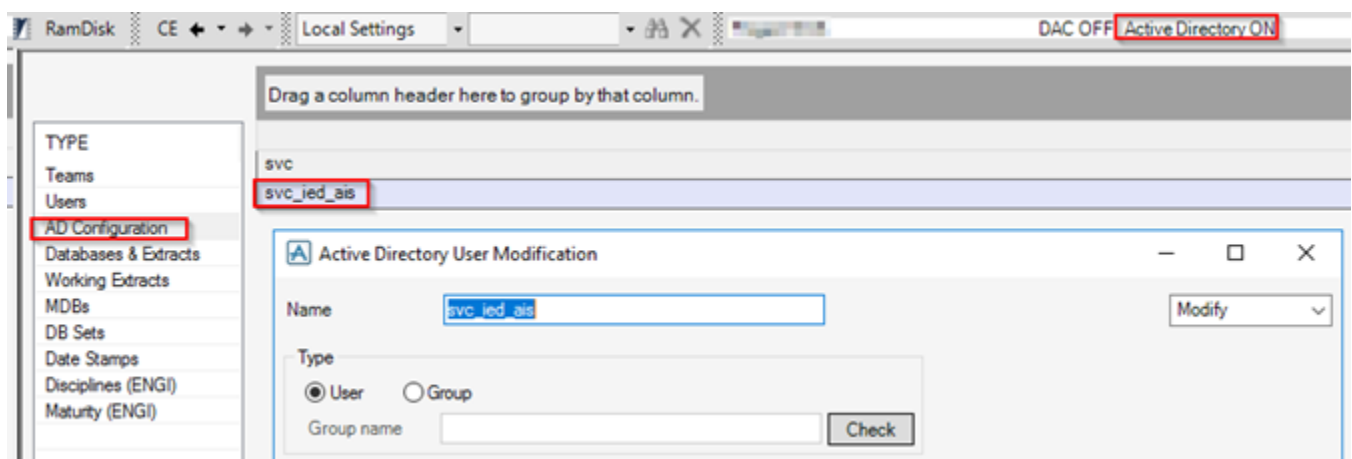 RamDisk CE Local Settings DAC OFF Active Directory ON
Drag a column header here to group by that column.
TYPE
Teams
Users
AD Configuration
Databases & Extracts
Working Extracts
MDBs
DB Sets
Date Stamps
Disciplines (ENGI)
Maturity (ENGI)
svc
svc_ied_ais
Active Directory User Modification
Name svc_ied_ais Modify
Type
User Group
Group name Check